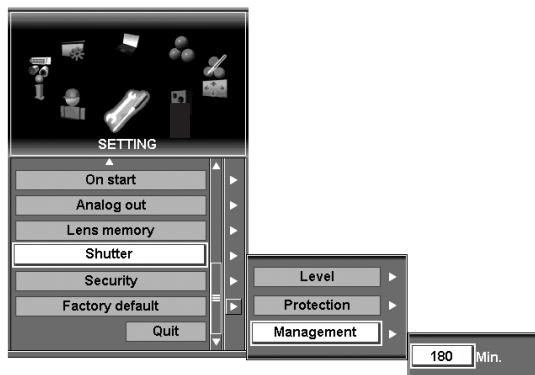 SETTING
On start
Analog out
Lens memory
Shutter
Security
Factory default
Quit
Level
Protection
Management
180 Min.